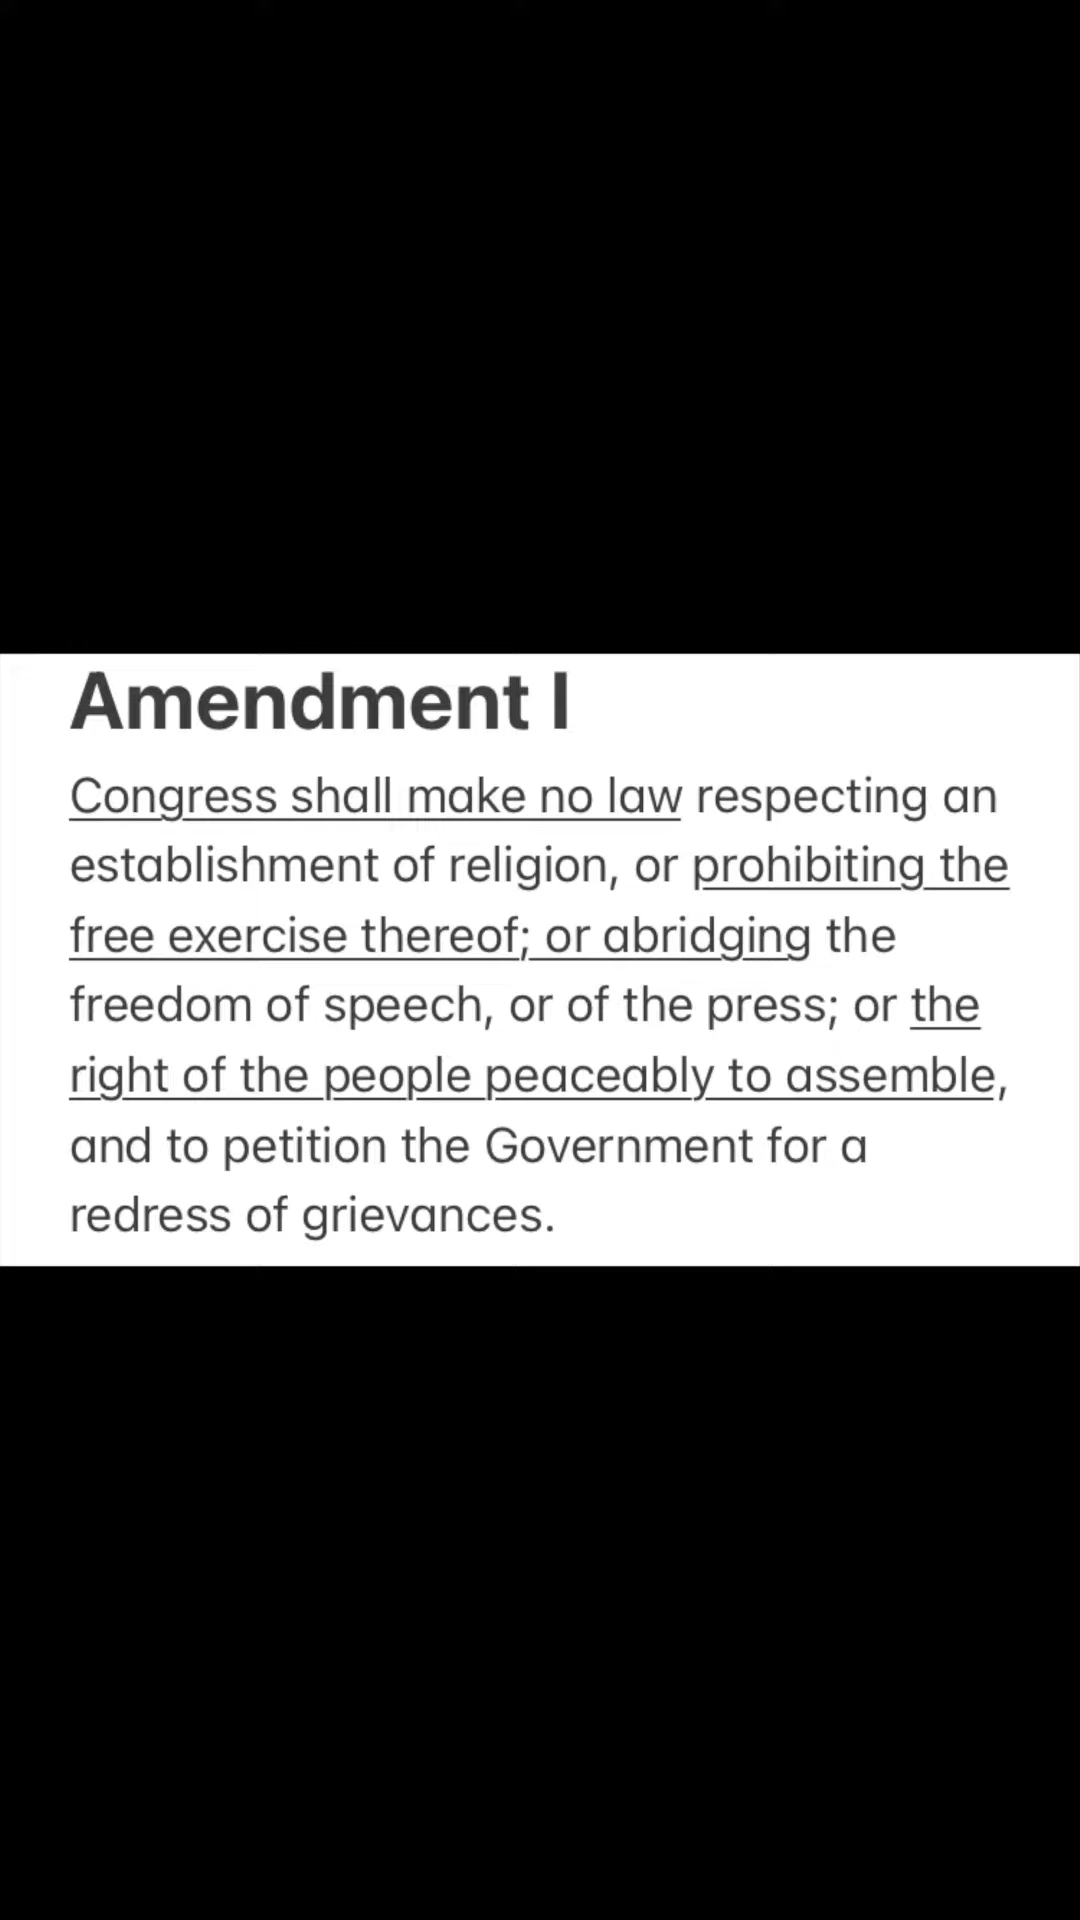 Amendment I
Congress shall make no law respecting an
establishment of religion, or prohibiting the
free exercise thereof; or abridging the
freedom of speech, or of the press; or the
right of the people peaceably to assemble,
and to petition the Government for a
redress of grievances.